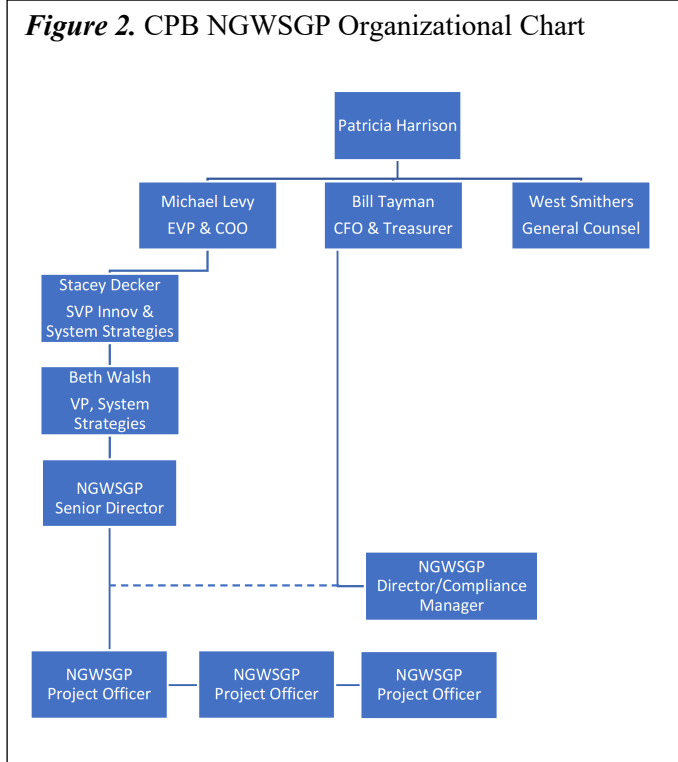 Figure 2. CPB NGWSGP Organizational Chart
Patricia Harrison
Michael Levy
EVP & COO
Bill Tayman
CFO & Treasurer
West Smithers
General Counsel
Stacey Decker
SVP Innov &
System Strategies
Beth Walsh
VP, System
Strategies
NGWSGP
Senior Director
NGWSGP
Director/Compliance
Manager
NGWSGP
Project Officer
NGWSGP
Project Officer
NGWSGP
Project Officer